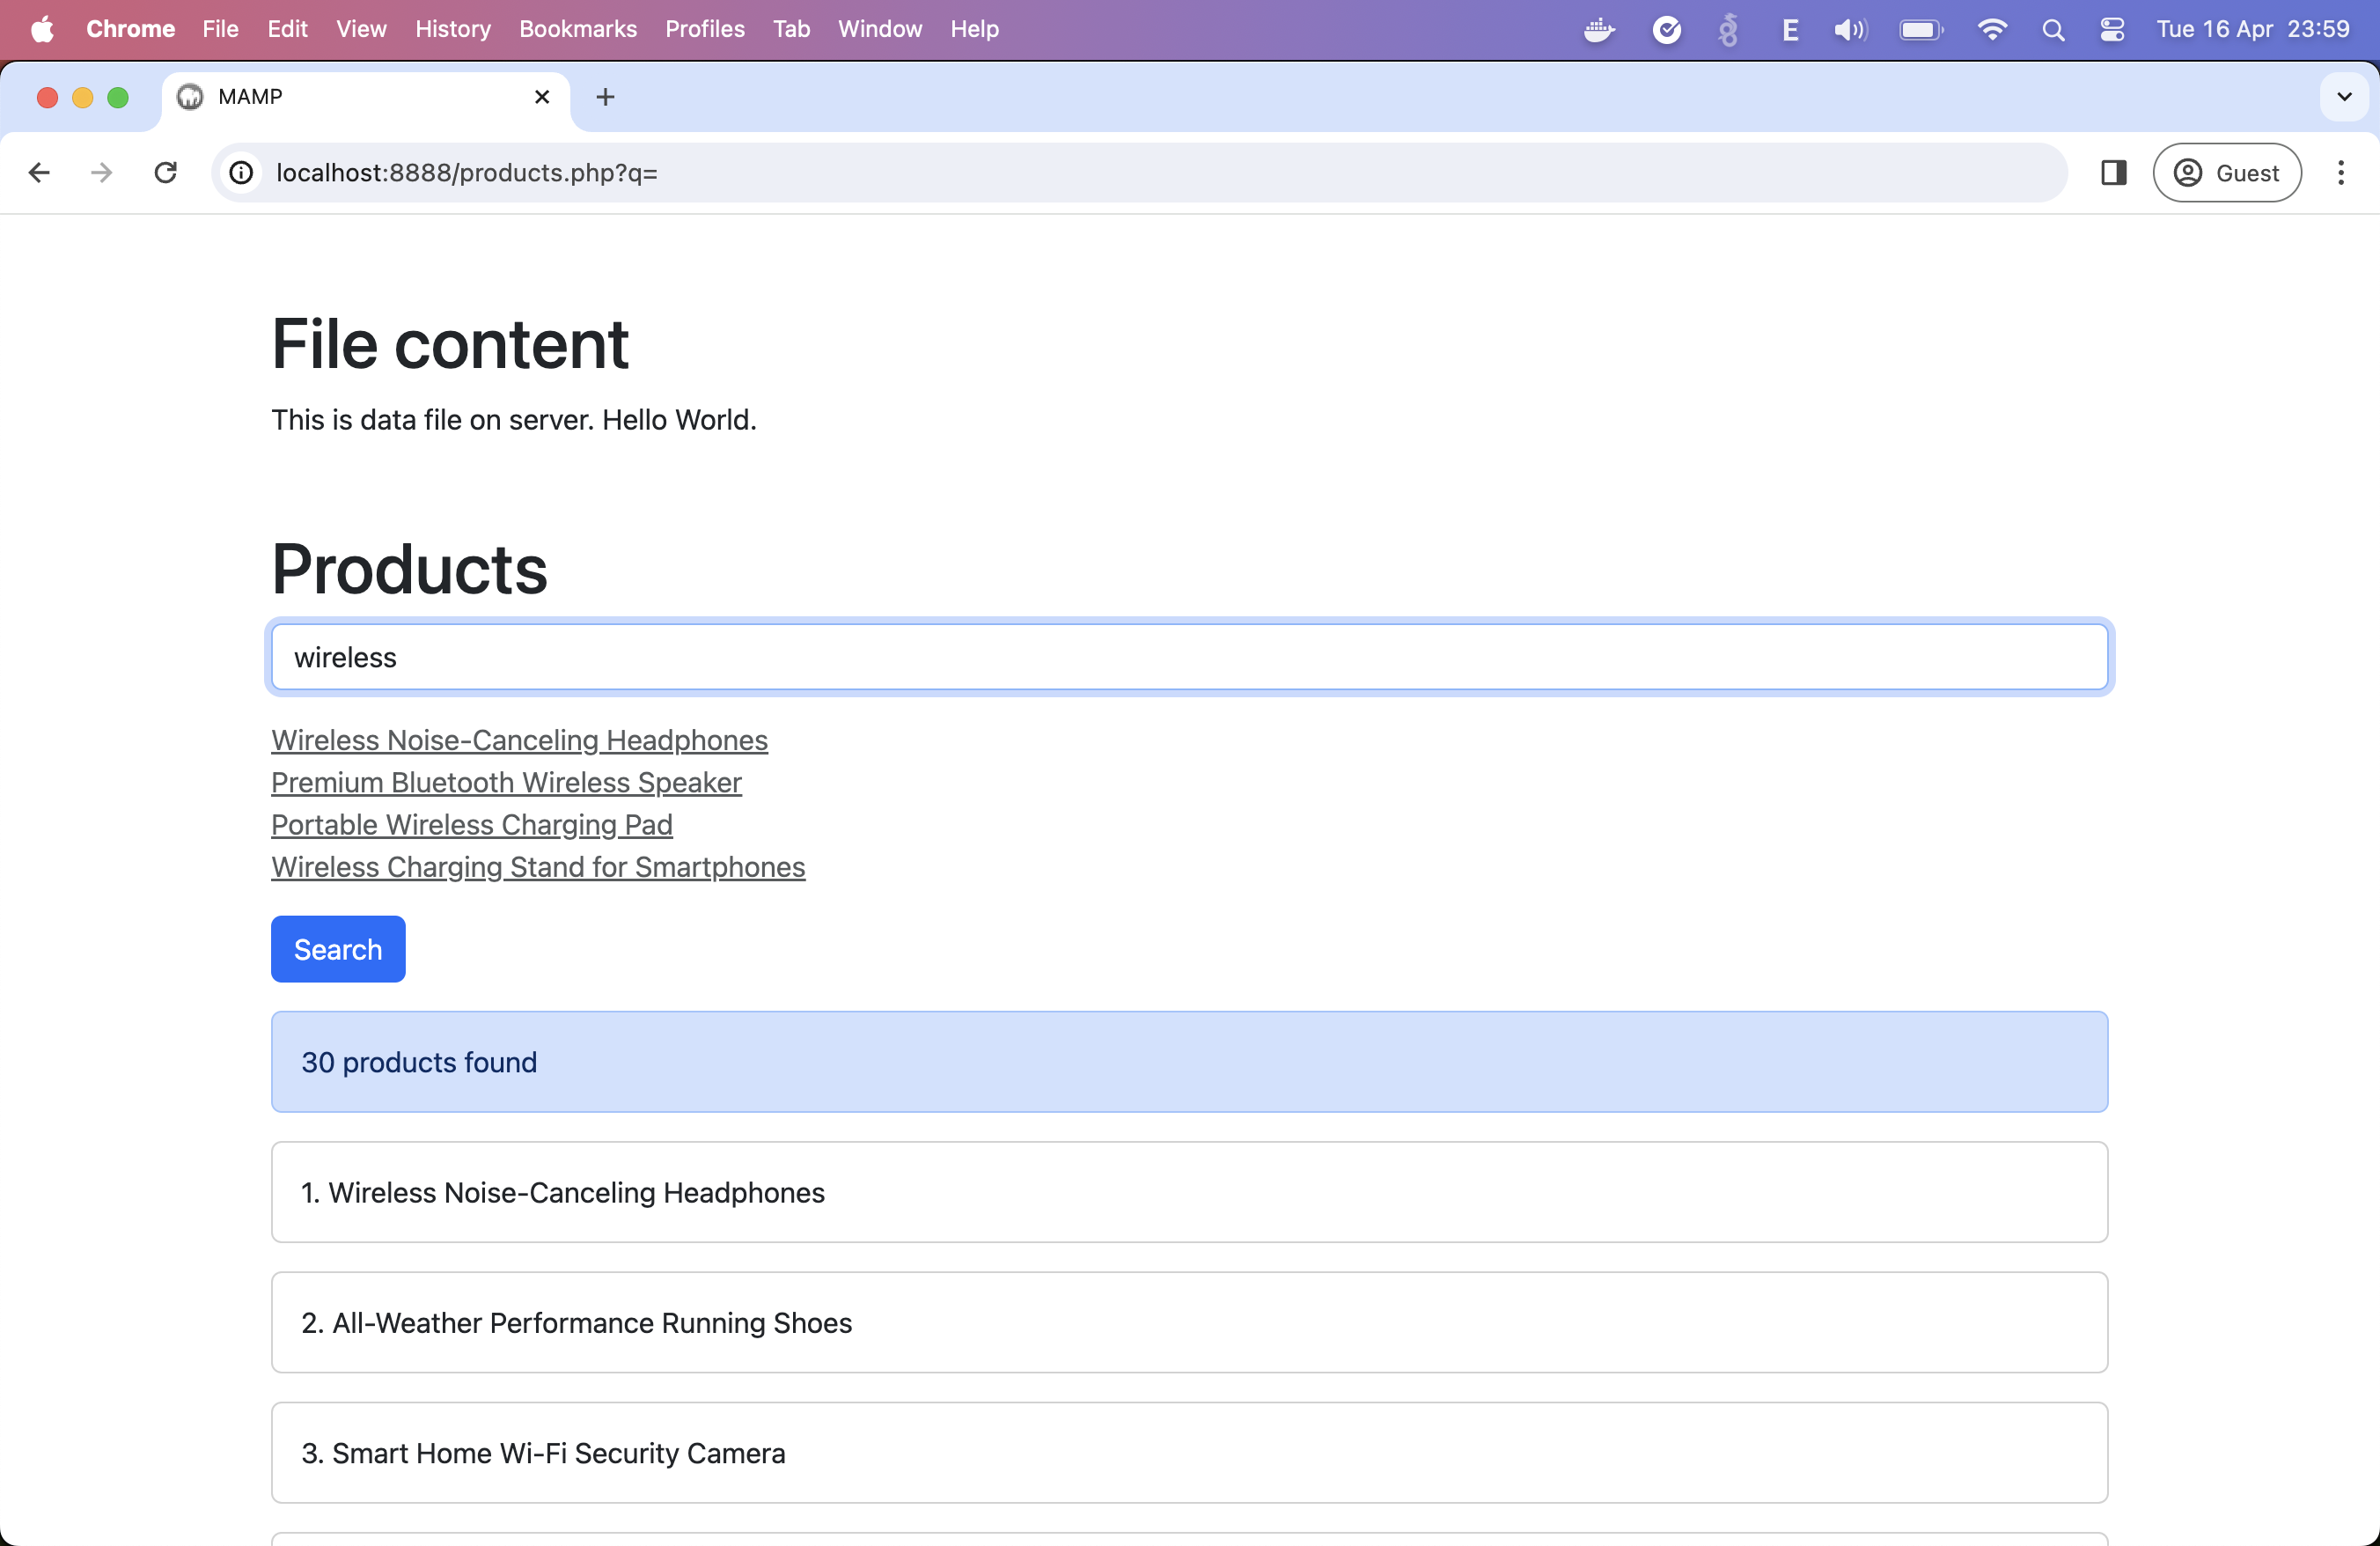 Chrome File Edit View History Bookmarks Profiles Tab Window Help E Tue 16 Apr 23:59
MAMP
localhost:8888/products.php?q= Guest
File content
This is data file on server. Hello World.
Products
wireless
Wireless Noise-Canceling Headphones
Premium Bluetooth Wireless Speaker
Portable Wireless Charging Pad
Wireless Charging Stand for Smartphones
Search
30 products found
1. Wireless Noise-Canceling Headphones
2. All-Weather Performance Running Shoes
3. Smart Home Wi-Fi Security Camera